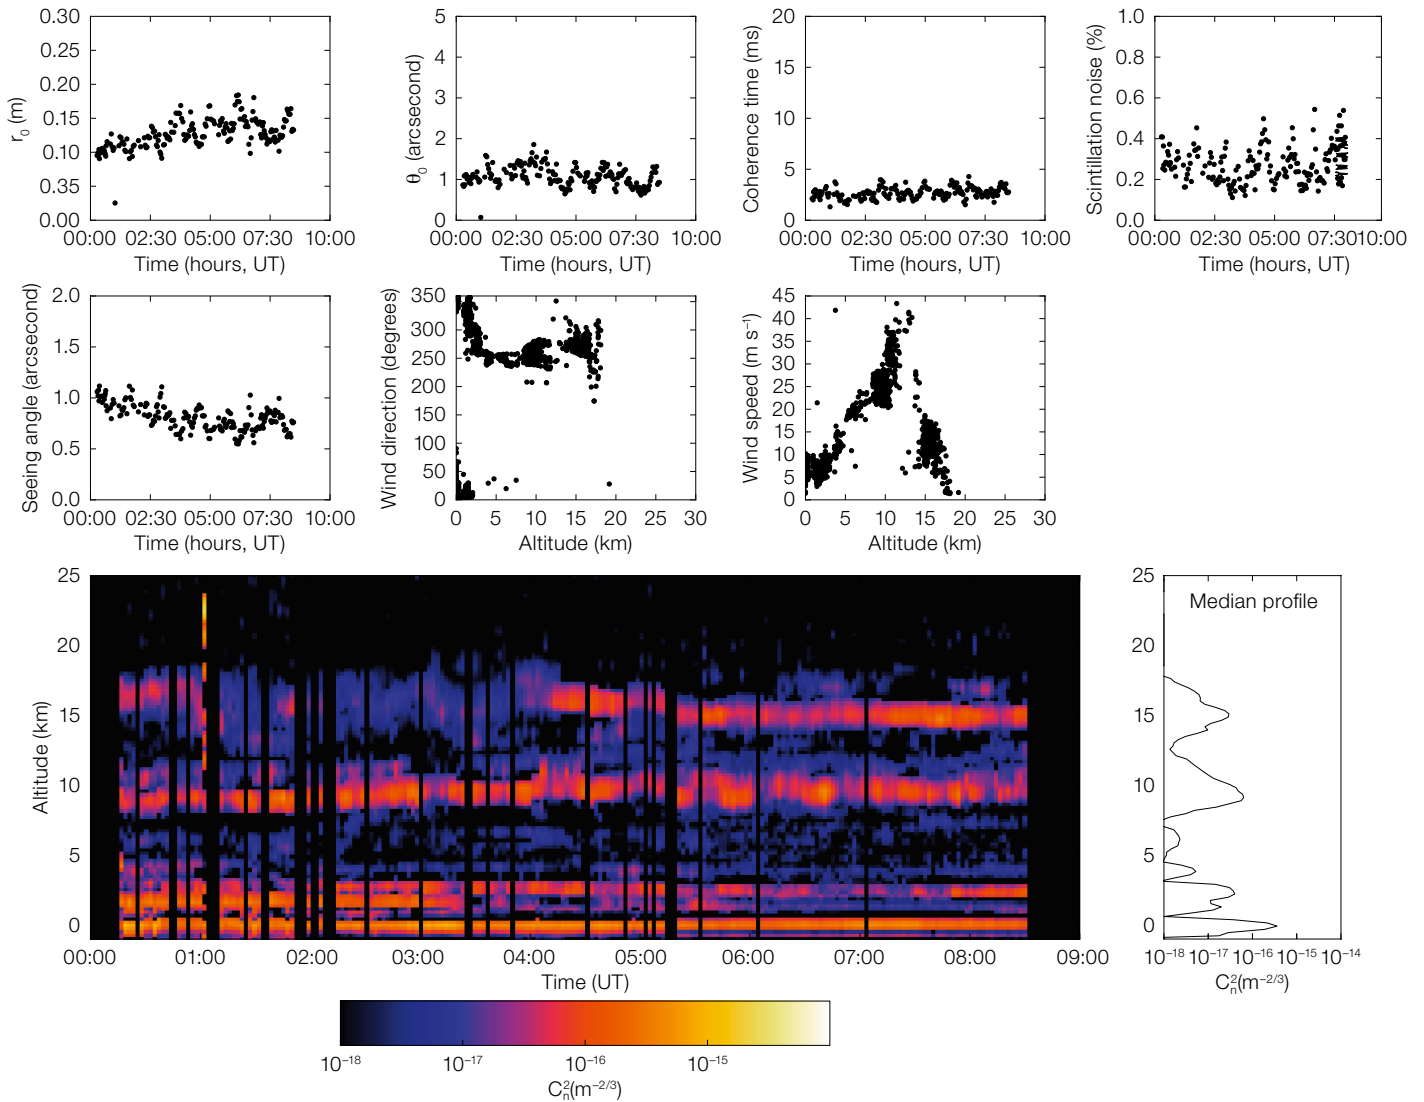 0.30
0.30
0.15
0.10
0.35
0.00
r0 (m)
00:00 02:30 05:00 07:30 10:00
Time (hours, UT)
5
4
3
2
1
0
θ0 (arcsecond)
00:00 02:30 05:00 07:30 10:00
Time (hours, UT)
20
15
10
5
0
Coherence time (ms)
00:00 02:30 05:00 07:30 10:00
Time (hours, UT)
1.0
0.8
0.6
0.4
0.2
0.0
Scintillation noise (%)
00:00 02:30 05:00 07:3010:00
Time (hours, UT)
2.0
1.5
1.0
0.5
0.0
Seeing angle (arcsecond)
00:00 02:30 05:00 07:30 10:00
Time (hours, UT)
350
300
250
200
150
100
50
0
Wind direction (degrees)
0 5 10 15 20 25 30
Altitude (km)
45
40
35
30
25
20
15
10
5
0
Wind speed (m s⁻¹)
0 5 10 15 20 25 30
Altitude (km)
25
20
15
10
5
0
Altitude (km)
00:00 01:00 02:00 03:00 04:00 05:00 06:00 07:00 08:00 09:00
Time (UT)
Median profile
25
20
15
10
5
0
10⁻¹⁸ 10⁻¹⁷ 10⁻¹⁶ 10⁻¹⁵ 10⁻¹⁴
Cn²(m⁻²/³)
10⁻¹⁸ 10⁻¹⁷ 10⁻¹⁶ 10⁻¹⁵
Cn²(m⁻²/³)